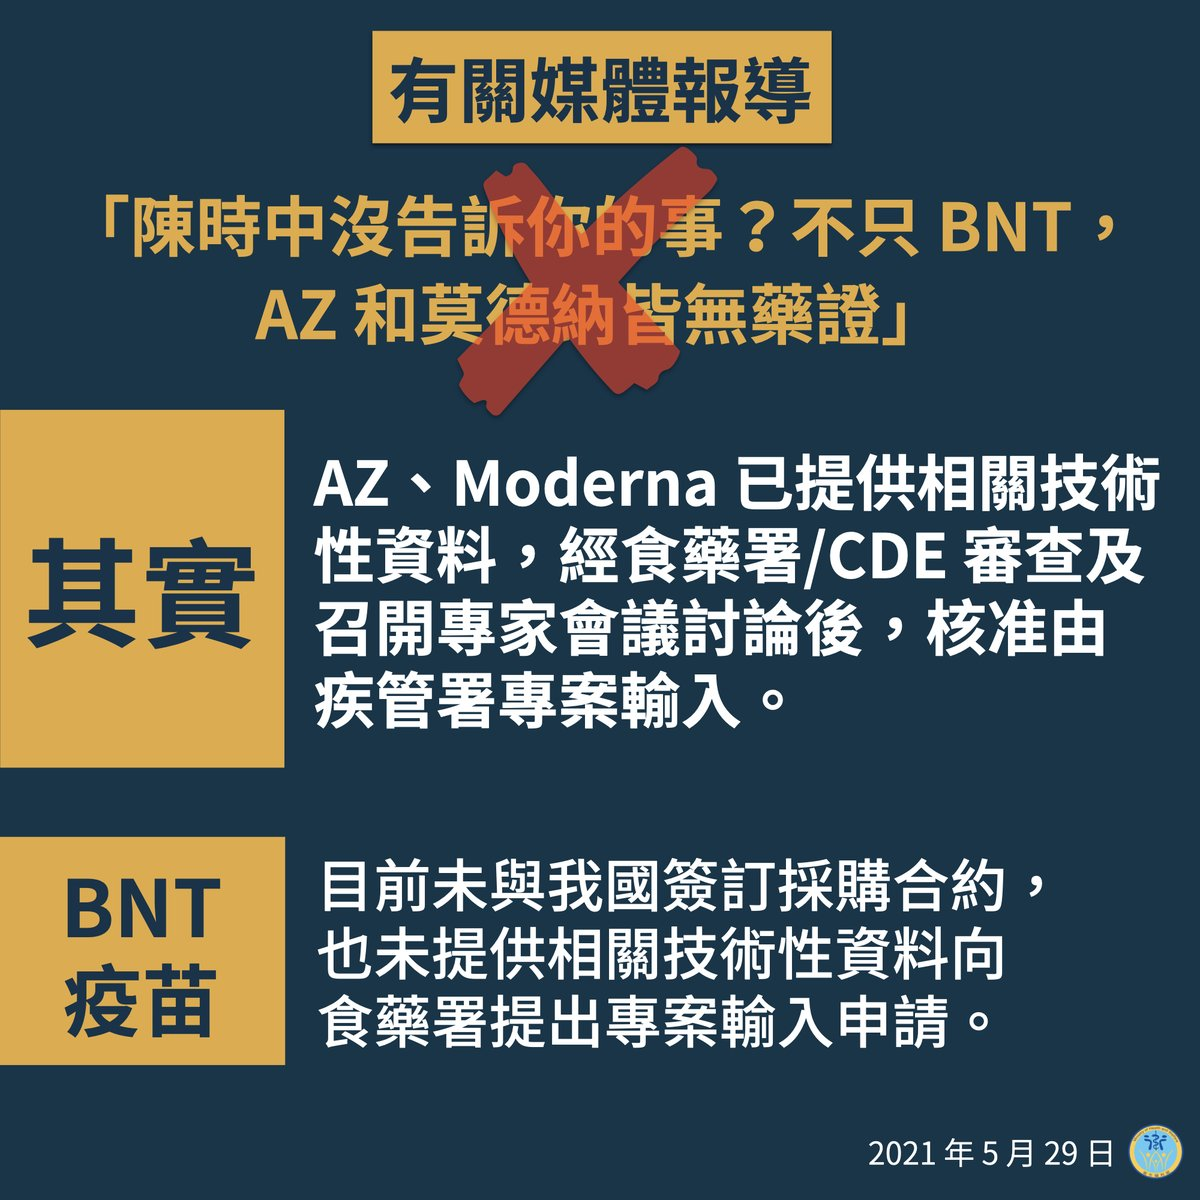 有關媒體報導
「陳時中沒告訴你的事？不只 BNT，
AZ 和莫德納皆無藥證」
其實
AZ、Moderna 已提供相關技術
性資料，經食藥署/CDE 審查及
召開專家會議討論後，核准由
疾管署專案輸入。
BNT
疫苗
目前未與我國簽訂採購合約，
也未提供相關技術性資料向
食藥署提出專案輸入申請。
2021 年 5 月 29 日